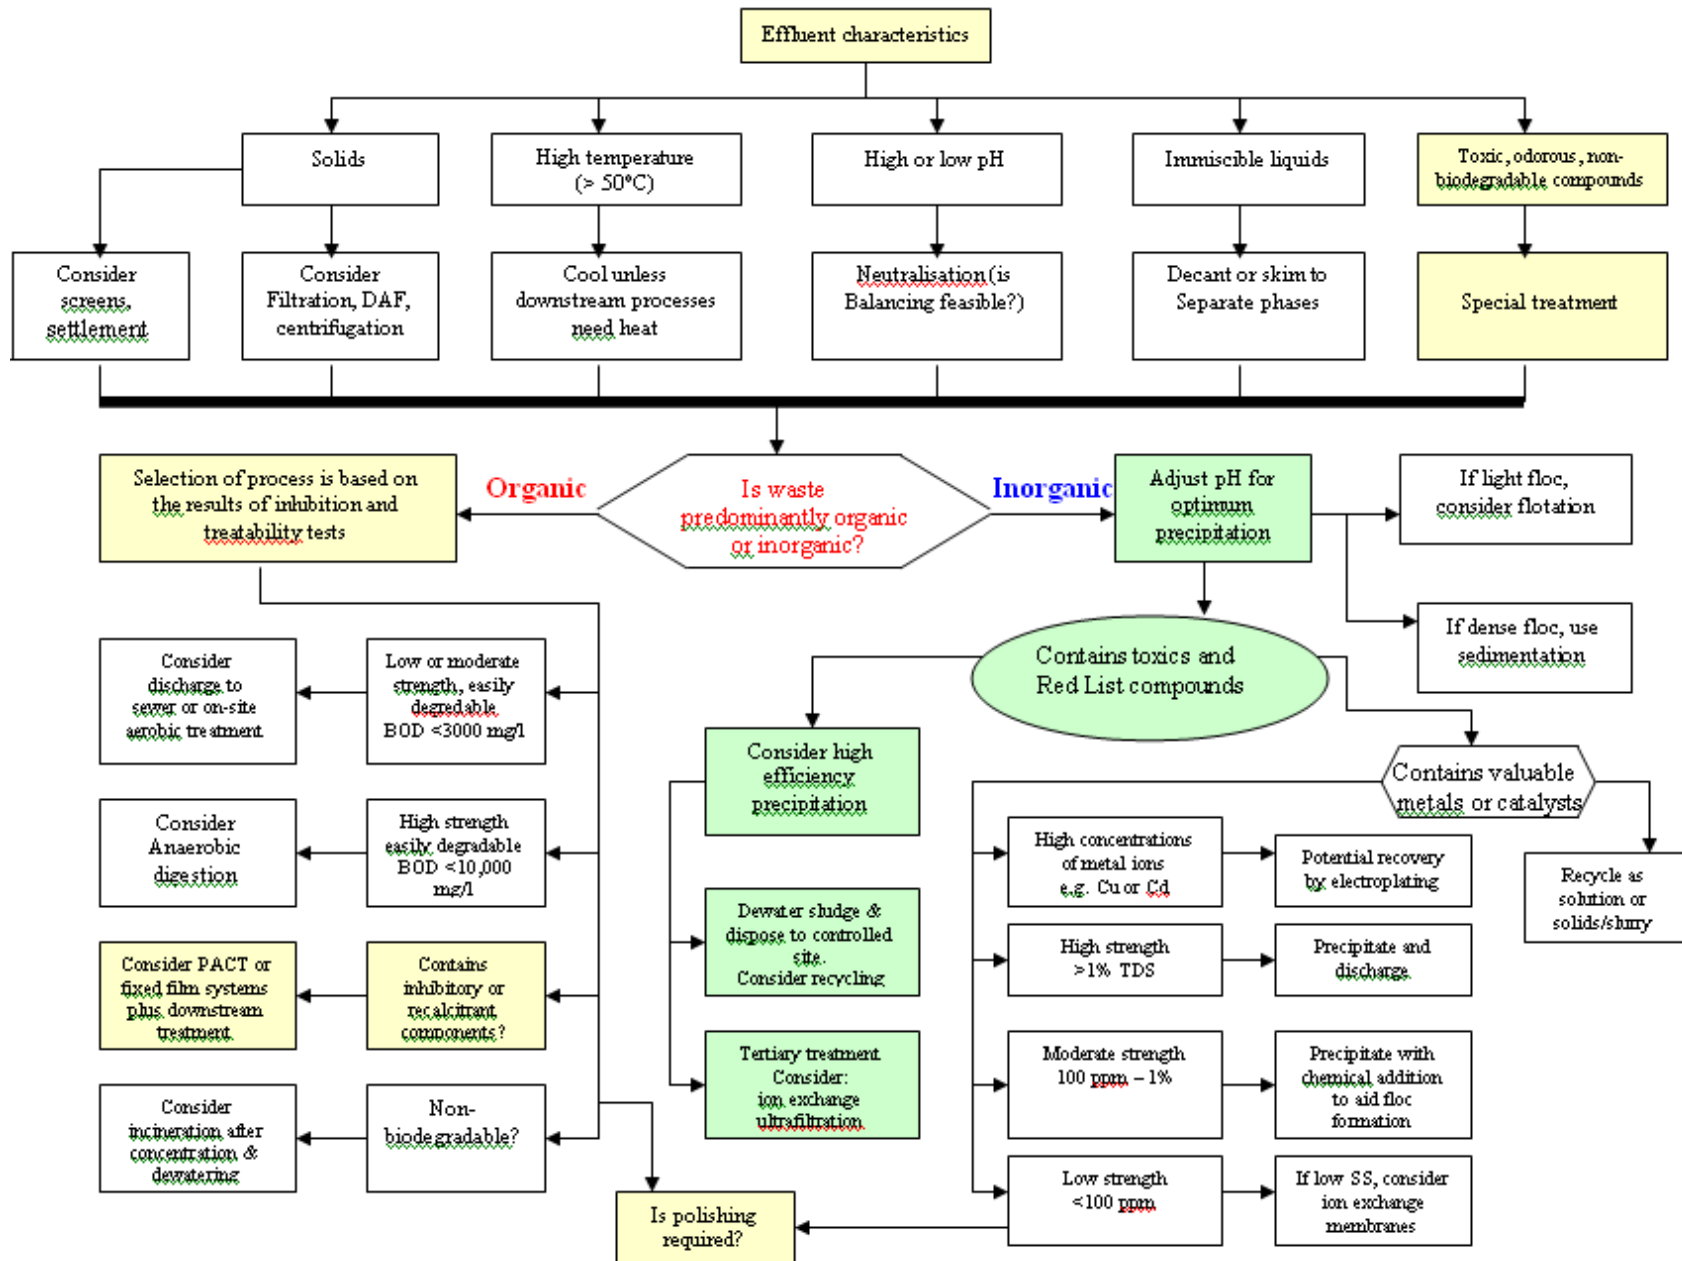 Effluent characteristics
Solids
High temperature
(> 50°C)
High or low pH
Immiscible liquids
Toxic, odorous, non-
biodegradable compounds
Consider
screens,
settlement
Consider
Filtration, DAF,
centrifugation
Cool unless
downstream processes
need heat
Neutralisation (is
Balancing feasible?)
Decant or skim to
Separate phases
Special treatment
Selection of process is based on
the results of inhibition and
treatability tests
Organic
Is waste
predominantly organic
or inorganic?
Inorganic
Adjust pH for
optimum
precipitation
If light floc,
consider flotation
If dense floc, use
sedimentation
Contains toxics and
Red List compounds
Consider
discharge to
sewer or on-site
aerobic treatment
Low or moderate
strength, easily
degredable
BOD <3000 mg/l
Consider high
efficiency
precipitation
Contains valuable
metals or catalysts
Consider
Anaerobic
digestion
High strength
easily degradable
BOD <10,000
mg/l
High concentrations
of metal ions
e.g. Cu or Cd
Potential recovery
by electroplating
Recycle as
solution or
solids/slurry
Dewater sludge &
dispose to controlled
site.
Consider recycling
High strength
>1% TDS
Precipitate and
discharge
Consider PACT or
fixed film systems
plus downstream
treatment
Contains
inhibitory or
recalcitrant
components?
Tertiary treatment
Consider:
ion exchange
ultrafiltration
Moderate strength
100 ppm – 1%
Precipitate with
chemical addition
to aid floc
formation
Consider
incineration after
concentration &
dewatering
Non-
biodegradable?
Low strength
<100 ppm
If low SS, consider
ion exchange
membranes
Is polishing
required?